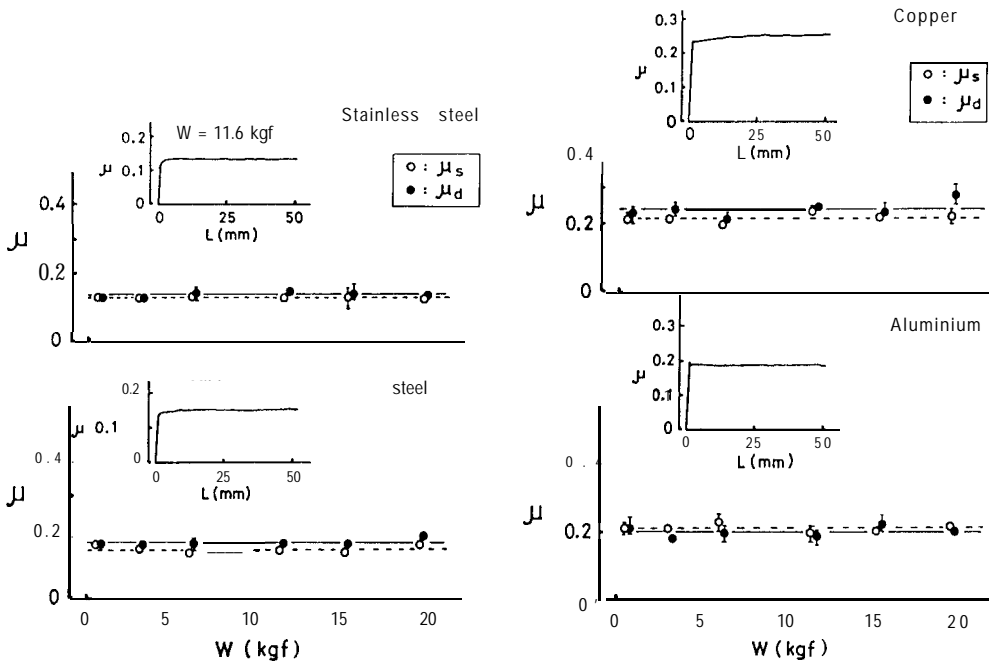 Stainless steel
W = 11.6 kgf
○ : μs
● : μd
0.2
μ 0.1
0
0 25 50
L (mm)
μ
0.4
0.2
0
steel
0.2
μ 0.1
0
0 25 50
L (mm)
μ
0.4
0.2
0
0 5 10 15 20
W ( kgf )
Copper
○ : μs
● : μd
0.3
0.2
μ
0.1
0
0 25 50
L (mm)
μ
0.4
0.2
0
Aluminium
0.3
0.2
μ
0.1
0
0 25 50
L (mm)
μ
0.2
0
0 5 10 15 20
W ( kgf )